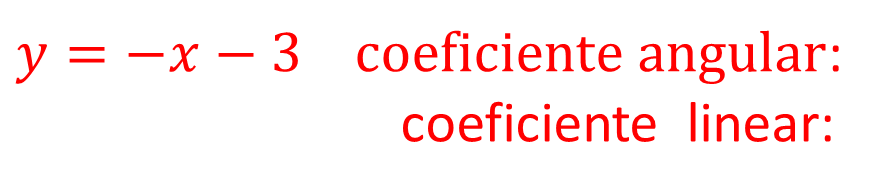 y = −x − 3 coeficiente angular:
coeficiente linear: